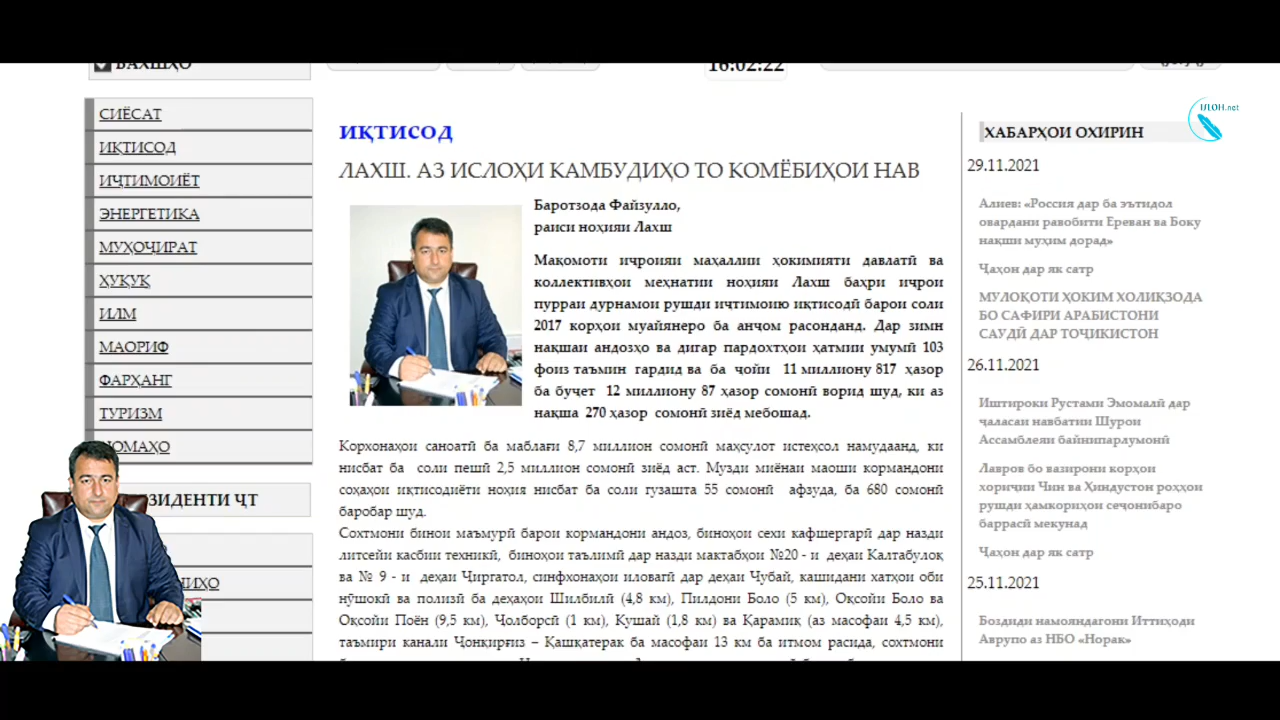 БАХШҲО
16:02:22
IЛОН.net
СИЁСАТ
ИҚТИСОД
ИҶТИМОИЁТ
ЭНЕРГЕТИКА
МУҲОҶИРАТ
ҲУҚУҚ
ИЛМ
МАОРИФ
ФАРҲАНГ
ТУРИЗМ
НОМАҲО
ЗИДЕНТИ ҶТ
ИҲО
ИҚТИСОД
ЛАХШ. АЗ ИСЛОҲИ КАМБУДИҲО ТО КОМЁБИҲОИ НАВ
Баротзода Файзулло,
раиси ноҳияи Лахш
Мақомоти иҷроияи маҳаллии ҳокимияти давлатӣ ва
коллективҳои меҳнатии ноҳияи Лахш баҳри иҷрои
пурраи дурнамои рушди иҷтимоию иқтисодӣ барои соли
2017 корҳои муайянеро ба анҷом расонданд. Дар зимн
нақшаи андозҳо ва дигар пардохтҳои ҳатмии умумӣ 103
фоиз таъмин гардид ва ба ҷойи 11 миллиону 817 ҳазор
ба буҷет 12 миллиону 87 ҳазор сомонӣ ворид шуд, ки аз
нақша 270 ҳазор сомонӣ зиёд мебошад.
Корхонаҳои саноатӣ ба маблағи 8,7 миллион сомонӣ маҳсулот истеҳсол намудаанд, ки
нисбат ба соли пешӣ 2,5 миллион сомонӣ зиёд аст. Музди миёнаи маоши кормандони
соҳаҳои иқтисодиёти ноҳия нисбат ба соли гузашта 55 сомонӣ афзуда, ба 680 сомонӣ
баробар шуд.
Сохтмони бинои маъмурӣ барои кормандони андоз, биноҳои сехи кафшергарӣ дар назди
литсейи касбии техникӣ, биноҳои таълимӣ дар назди мактабҳои №20 - и деҳаи Калтабулоқ
ва № 9 - и деҳаи Ҷиргатол, синфхонаҳои иловагӣ дар деҳаи Чубай, кашидани хатҳои оби
нӯшокӣ ва полизӣ ба деҳаҳои Шилбилӣ (4,8 км), Пилдони Боло (5 км), Оқсойи Боло ва
Оқсойи Поён (9,5 км), Ҷолборсӣ (1 км), Қушай (1,8 км) ва Қарамиқ (аз масофаи 4,5 км),
таъмири канали Ҷонқирғиз – Қашқатерак ба масофаи 13 км ба итмом расида, сохтмони
ХАБАРҲОИ ОХИРИН
29.11.2021
Алиев: «Россия дар ба эътидол
овардани равобити Ереван ва Боку
нақши муҳим дорад»
Ҷаҳон дар як сатр
МУЛОҚОТИ ҲОКИМ ХОЛИҚЗОДА
БО САФИРИ АРАБИСТОНИ
САУДӢ ДАР ТОҶИКИСТОН
26.11.2021
Иштироки Рустами Эмомалӣ дар
ҷаласаи навбатии Шурои
Ассамблеяи байнипарлумонӣ
Лавров бо вазирони корҳои
хориҷии Чин ва Ҳиндустон роҳҳои
рушди ҳамкориҳои сеҷонибаро
баррасӣ мекунад
Ҷаҳон дар як сатр
25.11.2021
Боздиди намояндагони Иттиҳоди
Аврупо аз НБО «Норак»